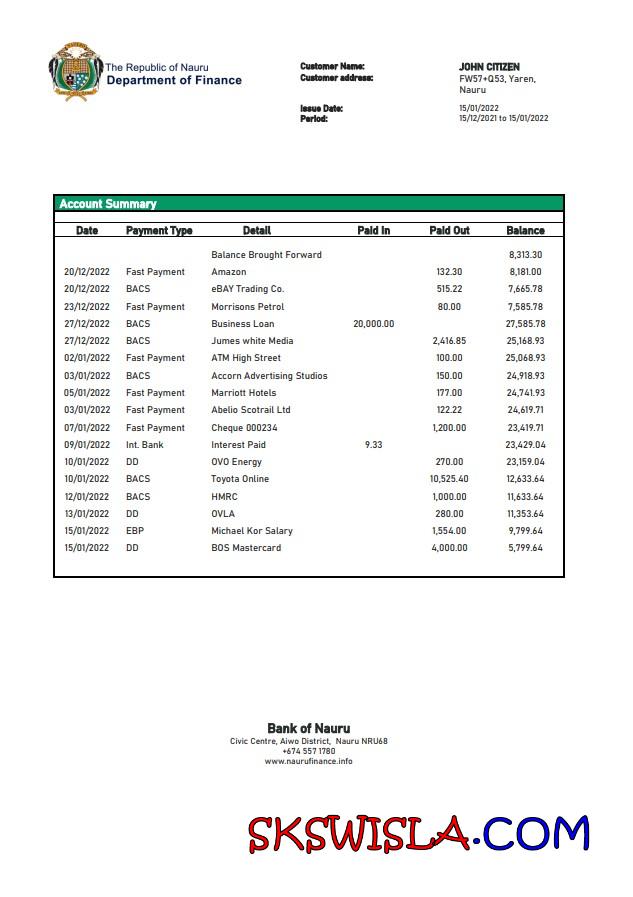 The Republic of Nauru
Department of Finance
Customer Name: JOHN CITIZEN
Customer address: FW57+Q53, Yaren,
Nauru
Issue Date: 15/01/2022
Period: 15/12/2021 to 15/01/2022
Account Summary
Date Payment Type Detail Paid In Paid Out Balance
Balance Brought Forward 8,313.30
20/12/2022 Fast Payment Amazon 132.30 8,181.00
20/12/2022 BACS eBAY Trading Co. 515.22 7,665.78
23/12/2022 Fast Payment Morrisons Petrol 80.00 7,585.78
27/12/2022 BACS Business Loan 20,000.00 27,585.78
27/12/2022 BACS Jumes white Media 2,416.85 25,168.93
02/01/2022 Fast Payment ATM High Street 100.00 25,068.93
03/01/2022 BACS Accorn Advertising Studios 150.00 24,918.93
05/01/2022 Fast Payment Marriott Hotels 177.00 24,741.93
03/01/2022 Fast Payment Abelio Scotrail Ltd 122.22 24,619.71
07/01/2022 Fast Payment Cheque 000234 1,200.00 23,419.71
09/01/2022 Int. Bank Interest Paid 9.33 23,429.04
10/01/2022 DD OVO Energy 270.00 23,159.04
10/01/2022 BACS Toyota Online 10,525.40 12,633.64
12/01/2022 BACS HMRC 1,000.00 11,633.64
13/01/2022 DD OVLA 280.00 11,353.64
15/01/2022 EBP Michael Kor Salary 1,554.00 9,799.64
15/01/2022 DD BOS Mastercard 4,000.00 5,799.64
Bank of Nauru
Civic Centre, Aiwo District, Nauru NRU68
+674 557 1780
www.naurufinance.info
SKSWISLA.COM